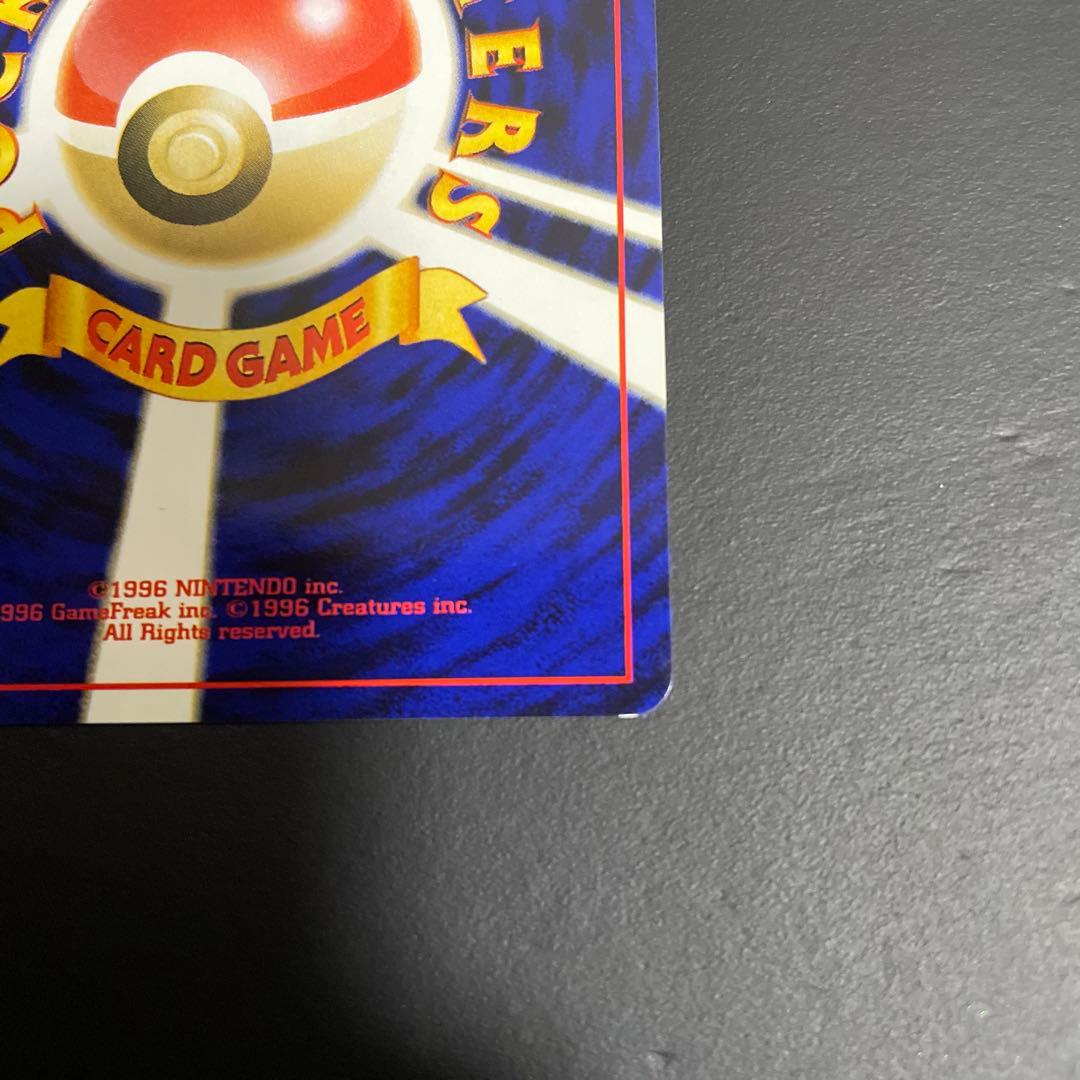 ERS
CARD GAME
©1996 NINTENDO inc.
996 GameFreak inc. ©1996 Creatures inc.
All Rights reserved.